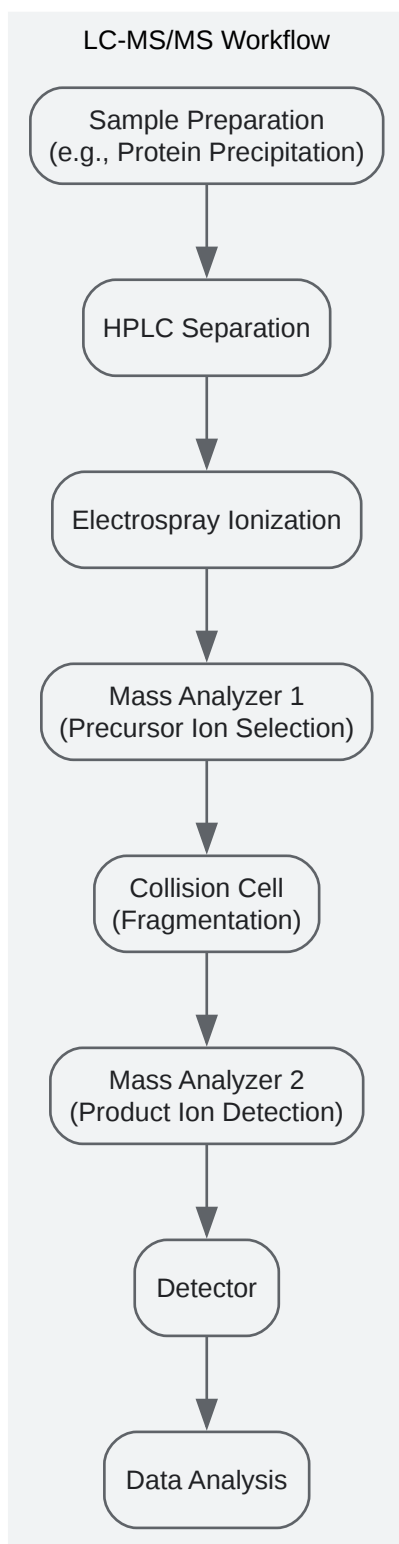 LC-MS/MS Workflow
Sample Preparation
(e.g., Protein Precipitation)
HPLC Separation
Electrospray Ionization
Mass Analyzer 1
(Precursor Ion Selection)
Collision Cell
(Fragmentation)
Mass Analyzer 2
(Product Ion Detection)
Detector
Data Analysis